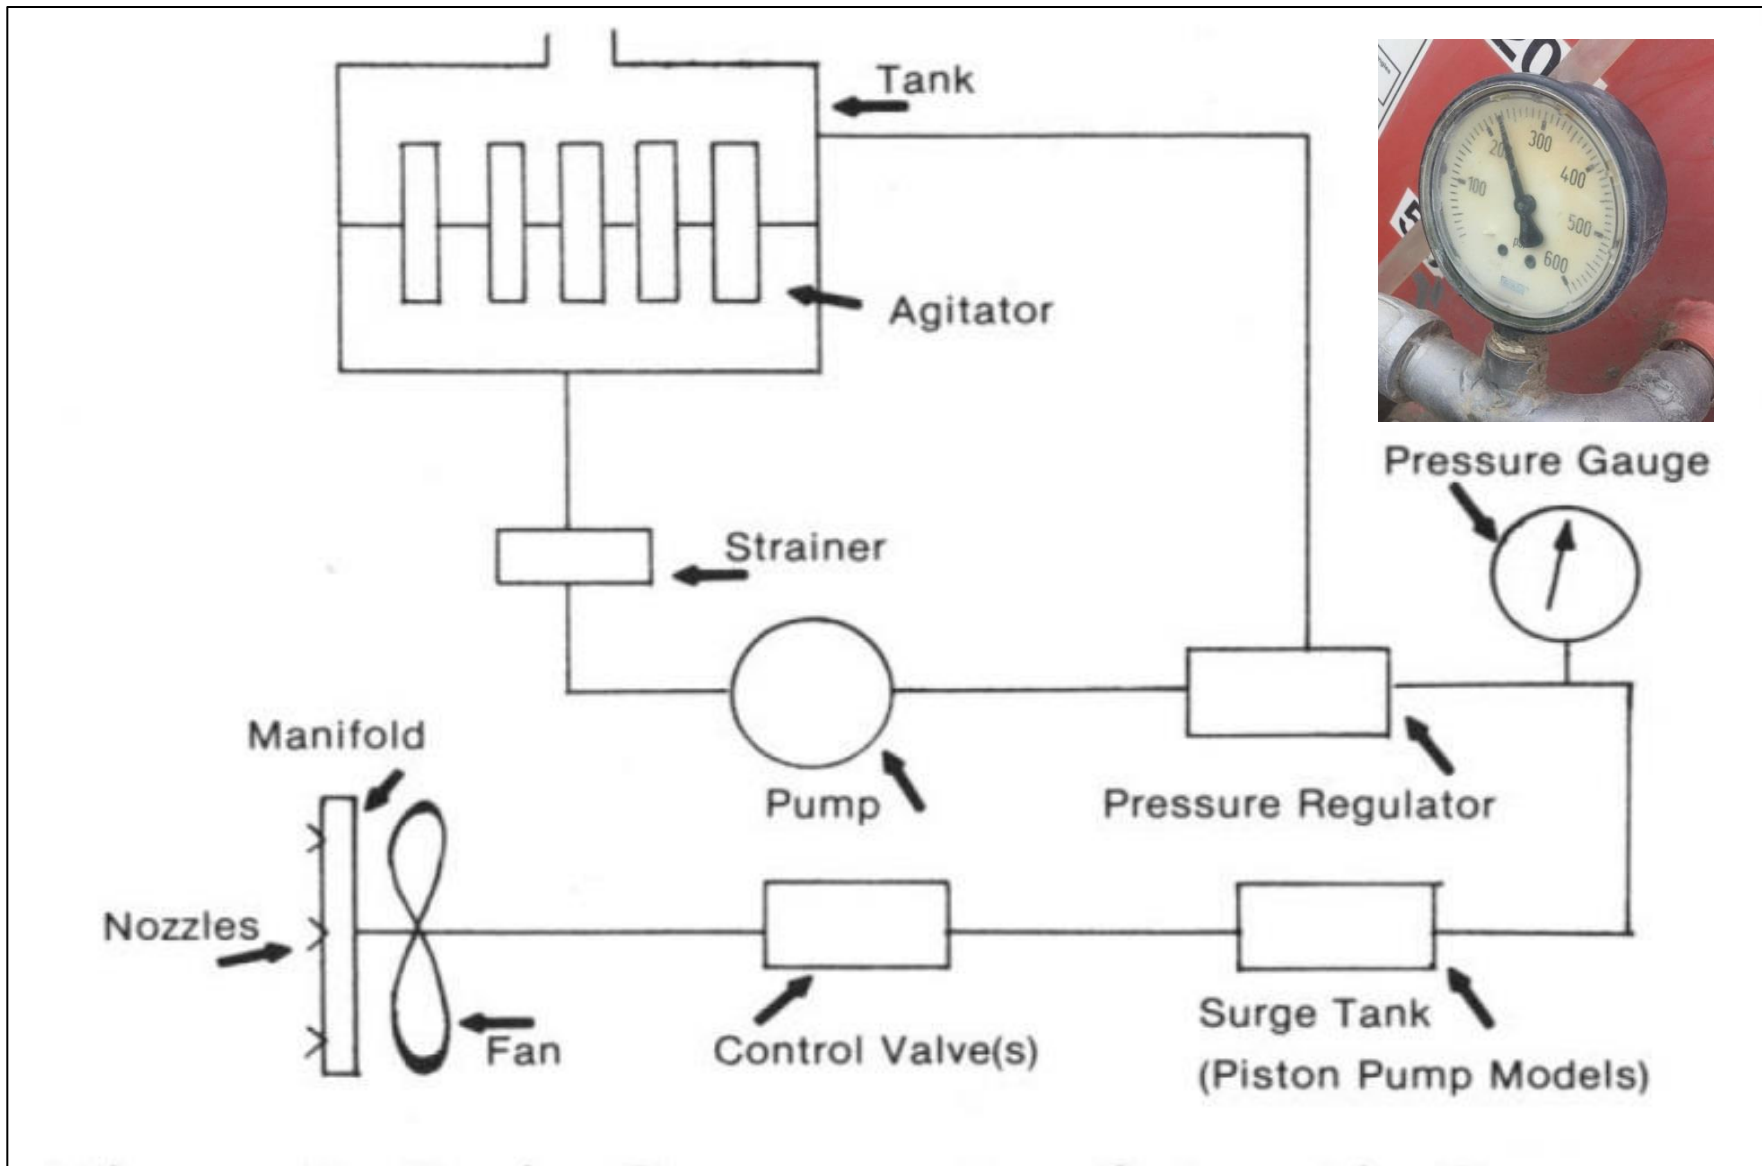 Tank
300
200
400
100
500
600
Agitator
Pressure Gauge
Strainer
Manifold
Pump
Pressure Regulator
Nozzles
Fan
Control Valve(s)
Surge Tank
(Piston Pump Models)